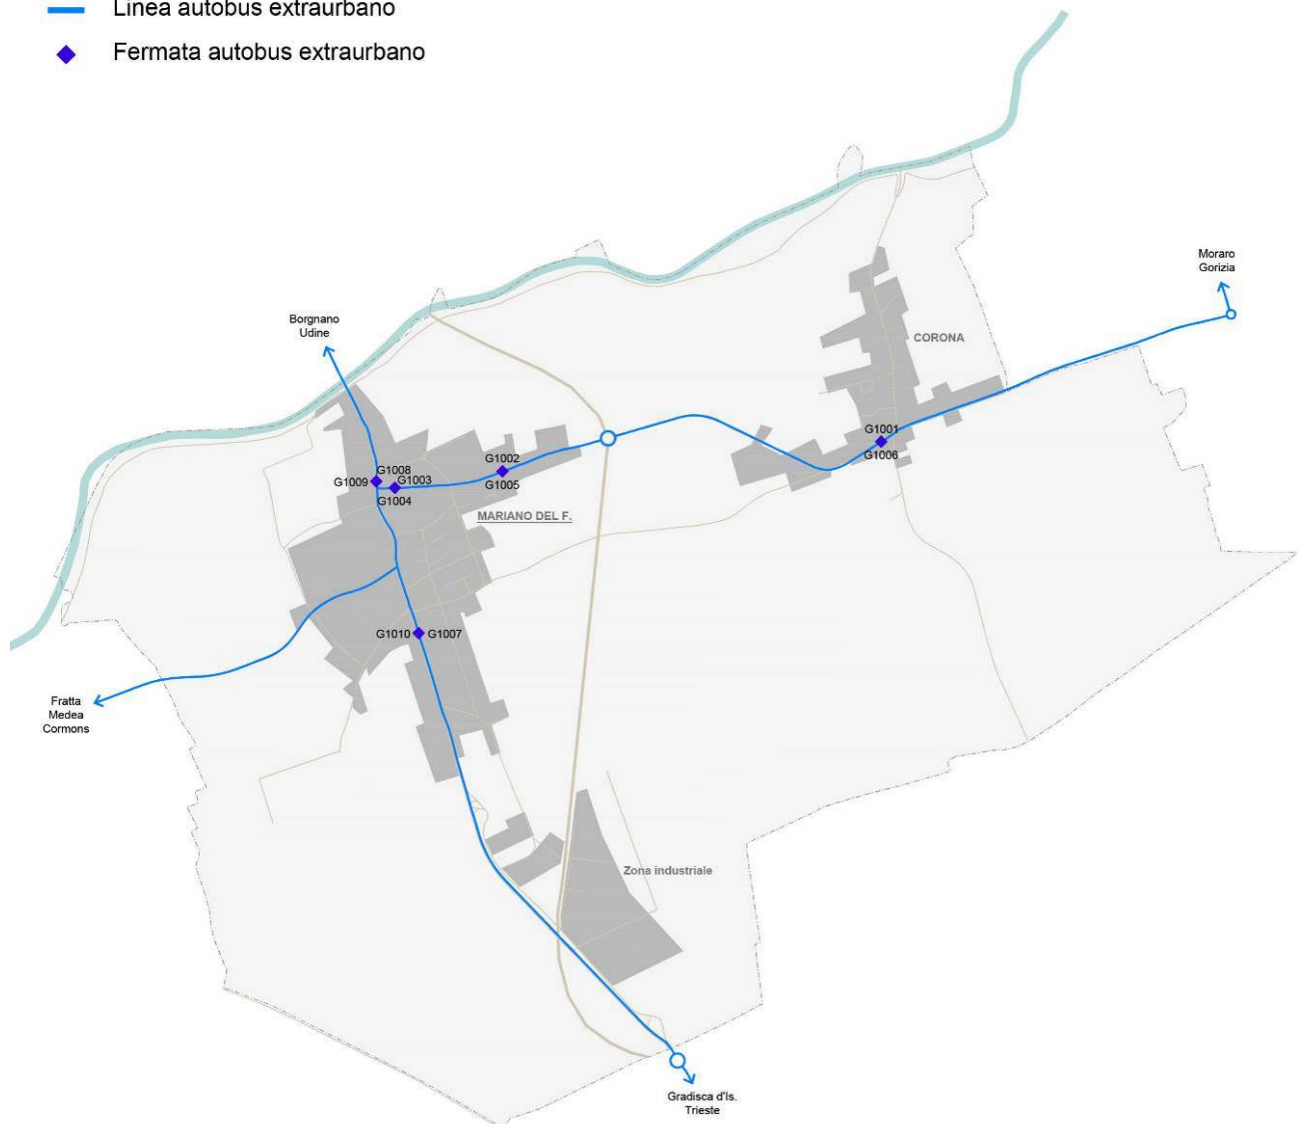 Linea autobus extraurbano
Fermata autobus extraurbano
Moraro
Gorizia
Borgnano
Udine
CORONA
G1001
G1006
G1002
G1005
G1008
G1009
G1003
G1004
MARIANO DEL F.
G1010
G1007
Fratta
Medea
Cormons
Zona industriale
Gradisca d'Is.
Trieste